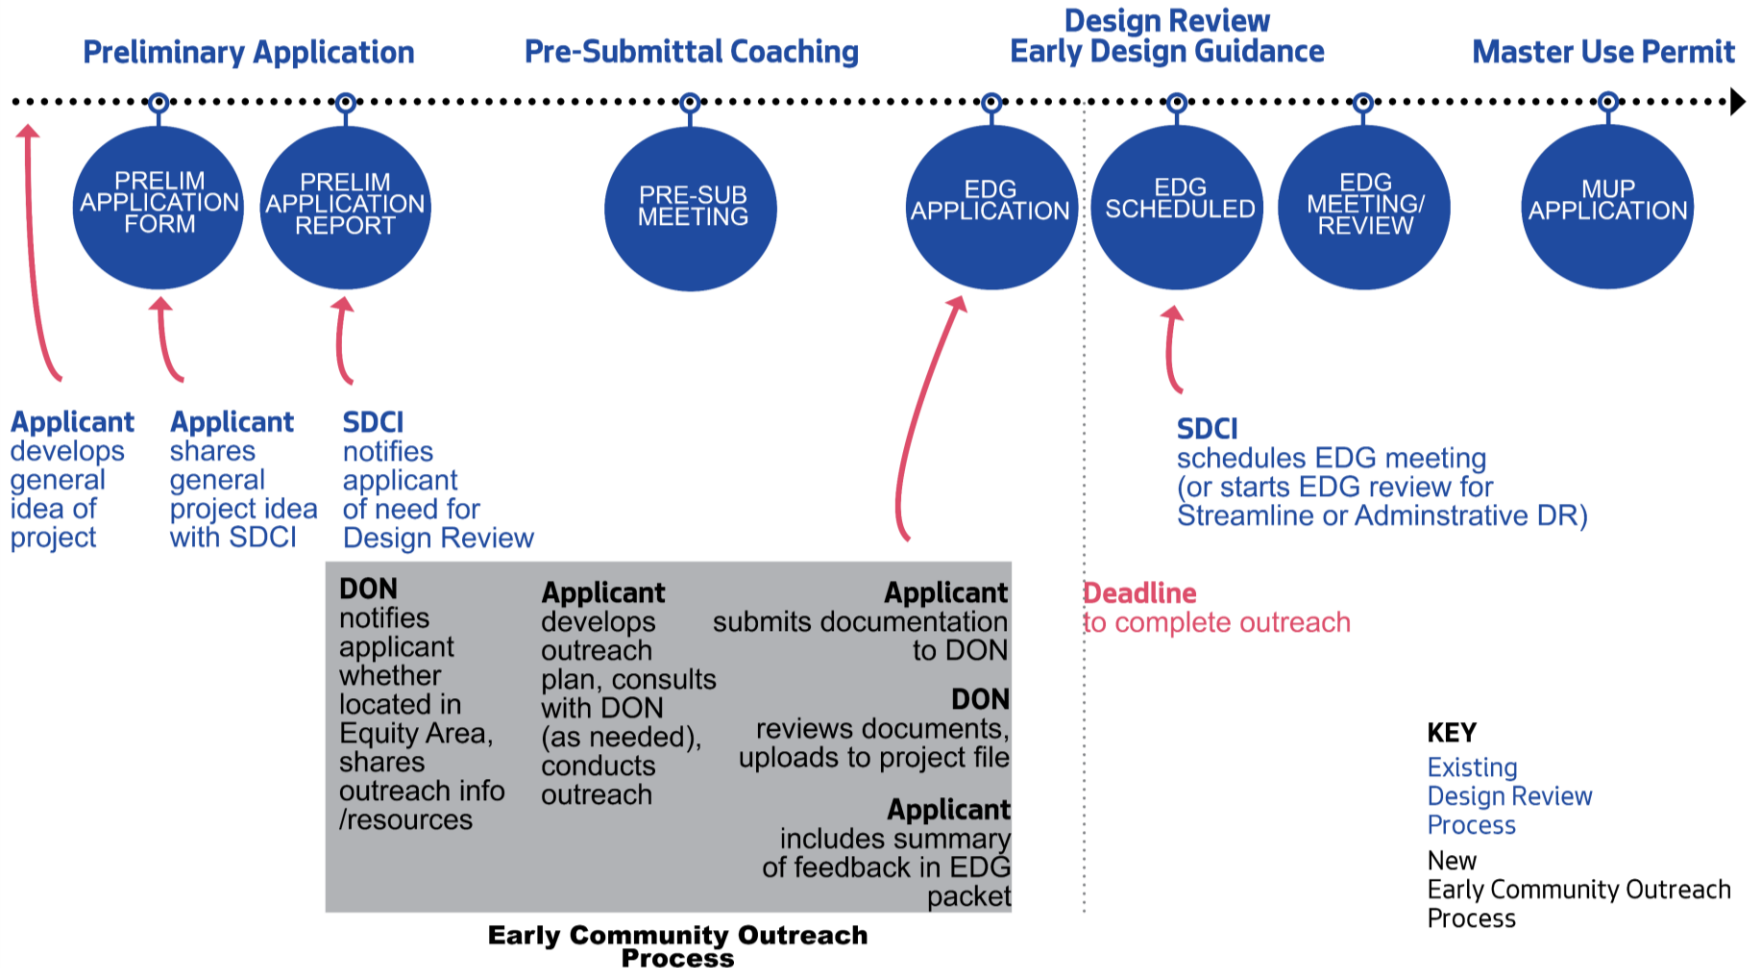 Preliminary Application
Pre-Submittal Coaching
Design Review
Early Design Guidance
Master Use Permit
PRELIM
APPLICATION
FORM
PRELIM
APPLICATION
REPORT
PRE-SUB
MEETING
EDG
APPLICATION
EDG
SCHEDULED
EDG
MEETING/
REVIEW
MUP
APPLICATION
Applicant
develops
general
idea of
project
Applicant
shares
general
project idea
with SDCI
SDCI
notifies
applicant
of need for
Design Review
SDCI
schedules EDG meeting
(or starts EDG review for
Streamline or Adminstrative DR)
DON
notifies
applicant
whether
located in
Equity Area,
shares
outreach info
/resources
Applicant
develops
outreach
plan, consults
with DON
(as needed),
conducts
outreach
Applicant
submits documentation
to DON
DON
reviews documents,
uploads to project file
Applicant
includes summary
of feedback in EDG
packet
Deadline
to complete outreach
Early Community Outreach
Process
KEY
Existing
Design Review
Process
New
Early Community Outreach
Process